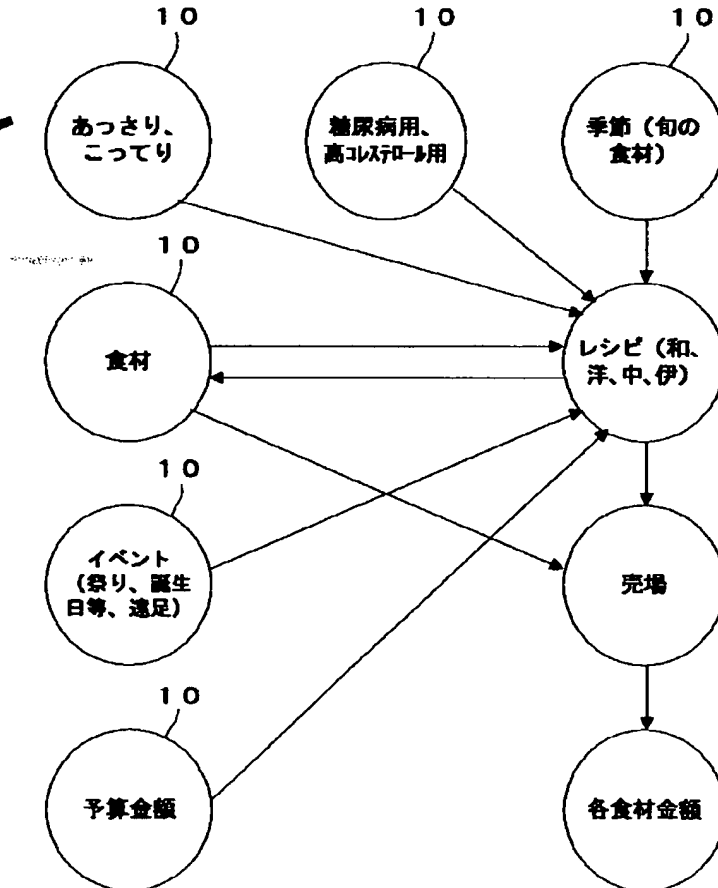 10
10
10
あっさり、
こってり
糖尿病用、
高コレステロール用
季節(旬の
食材)
10
食材
レシピ(和、
洋、中、伊)
10
イベント
(祭り、誕生
日等、遠足)
売場
10
予算金額
各食材金額